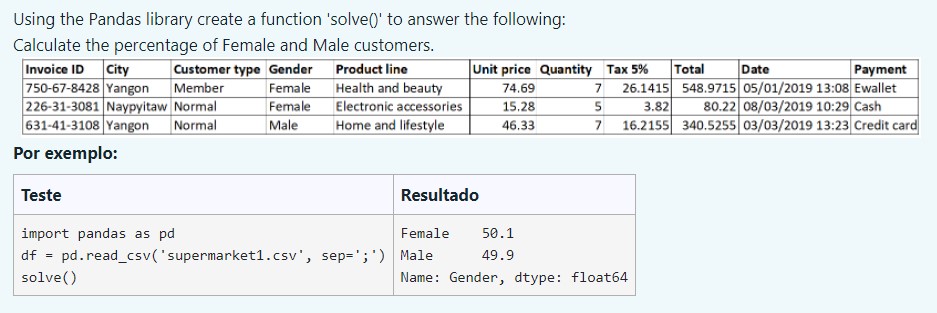 Using the Pandas library create a function 'solve()' to answer the following:
Calculate the percentage of Female and Male customers.
Invoice ID City Customer type Gender Product line Unit price Quantity Tax 5% Total Date Payment
750-67-8428 Yangon Member Female Health and beauty 74.69 7 26.1415 548.9715 05/01/2019 13:08 Ewallet
226-31-3081 Naypyitaw Normal Female Electronic accessories 15.28 5 3.82 80.22 08/03/2019 10:29 Cash
631-41-3108 Yangon Normal Male Home and lifestyle 46.33 7 16.2155 340.5255 03/03/2019 13:23 Credit card
Por exemplo:
Teste Resultado
import pandas as pd Female 50.1
df = pd.read_csv('supermarket1.csv', sep=';') Male 49.9
solve() Name: Gender, dtype: float64